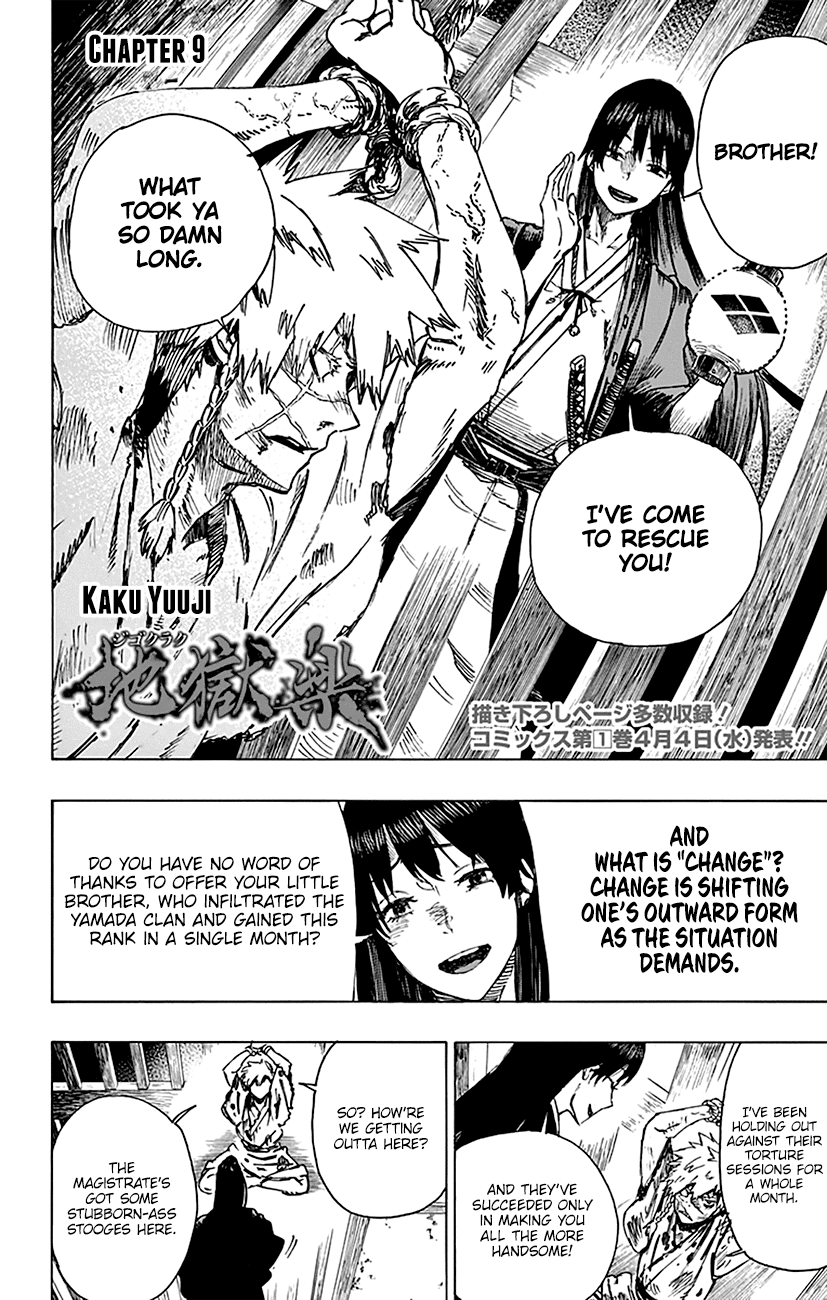 CHAPTER 9
BROTHER!
WHAT
TOOK YA
SO DAMN
LONG.
I'VE COME
TO RESCUE
YOU!
KAKU YUUJI
ジゴクラク
地獄楽
描き下ろしページ多数収録!
コミックス第1巻4月4日(水)発表!!
AND
WHAT IS "CHANGE"?
CHANGE IS SHIFTING
ONE'S OUTWARD FORM
AS THE SITUATION
DEMANDS.
DO YOU HAVE NO WORD OF
THANKS TO OFFER YOUR LITTLE
BROTHER, WHO INFILTRATED THE
YAMADA CLAN AND GAINED THIS
RANK IN A SINGLE MONTH?
I'VE BEEN
HOLDING OUT
AGAINST THEIR
TORTURE
SESSIONS FOR
A WHOLE
MONTH.
AND THEY'VE
SUCCEEDED ONLY
IN MAKING YOU
ALL THE MORE
HANDSOME!
SO? HOW'RE
WE GETTING
OUTTA HERE?
THE
MAGISTRATE'S
GOT SOME
STUBBORN-ASS
STOOGES HERE.